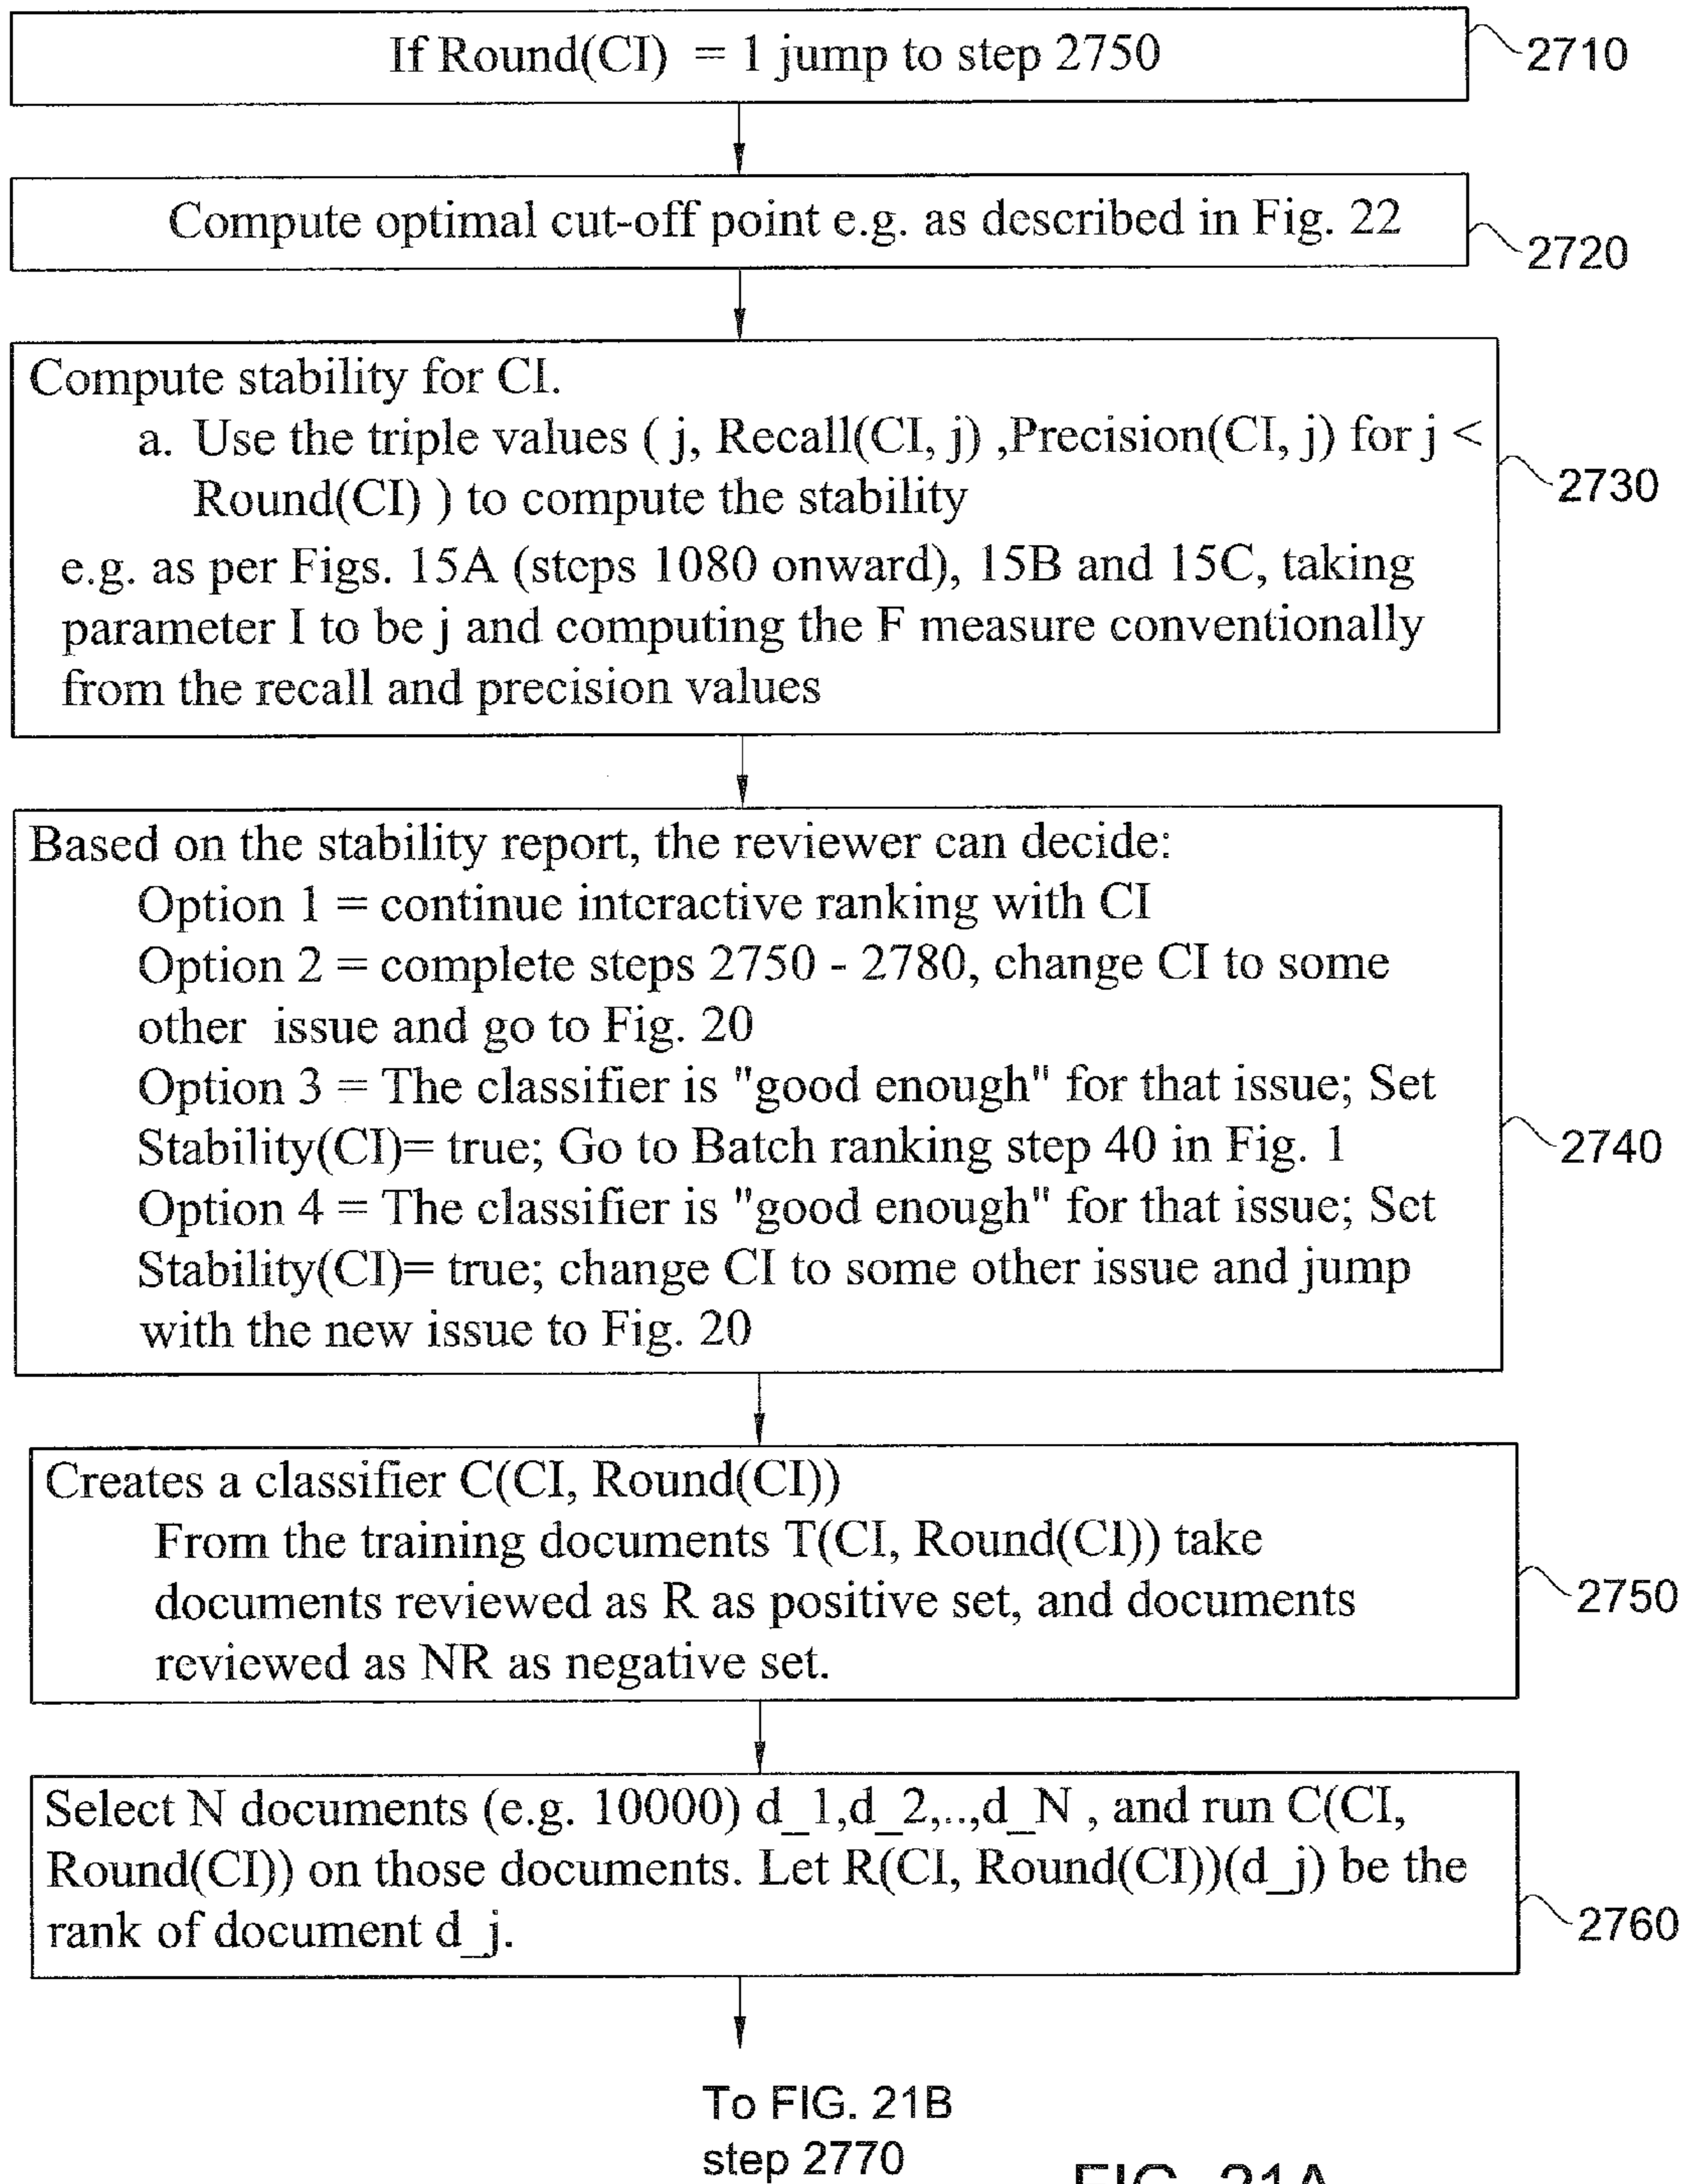 If Round(CI) = 1 jump to step 2750
2710
Compute optimal cut-off point e.g. as described in Fig. 22
2720
Compute stability for CI.
a. Use the triple values ( j, Recall(CI, j) ,Precision(CI, j) for j <
Round(CI) ) to compute the stability
e.g. as per Figs. 15A (steps 1080 onward), 15B and 15C, taking
parameter I to be j and computing the F measure conventionally
from the recall and precision values
2730
Based on the stability report, the reviewer can decide:
Option 1 = continue interactive ranking with CI
Option 2 = complete steps 2750 - 2780, change CI to some
other issue and go to Fig. 20
Option 3 = The classifier is "good enough" for that issue; Set
Stability(CI)= true; Go to Batch ranking step 40 in Fig. 1
Option 4 = The classifier is "good enough" for that issue; Set
Stability(CI)= true; change CI to some other issue and jump
with the new issue to Fig. 20
2740
Creates a classifier C(CI, Round(CI))
From the training documents T(CI, Round(CI)) take
documents reviewed as R as positive set, and documents
reviewed as NR as negative set.
2750
Select N documents (e.g. 10000) d_1,d_2,..,d_N , and run C(CI,
Round(CI)) on those documents. Let R(CI, Round(CI))(d_j) be the
rank of document d_j.
2760
To FIG. 21B
step 2770
FIG. 21A